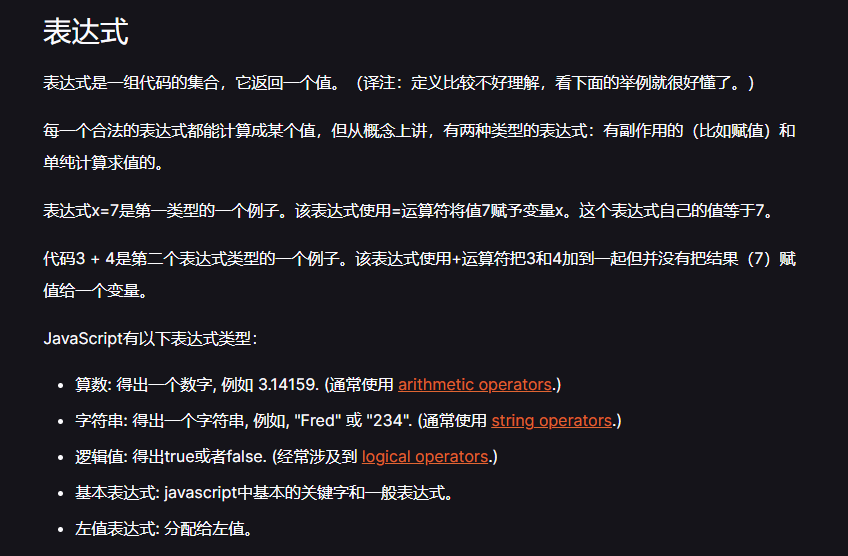 表达式
表达式是一组代码的集合，它返回一个值。（译注：定义比较不好理解，看下面的举例就很好懂了。）
每一个合法的表达式都能计算成某个值，但从概念上讲，有两种类型的表达式：有副作用的（比如赋值）和
单纯计算求值的。
表达式x=7是第一类型的一个例子。该表达式使用=运算符将值7赋予变量x。这个表达式自己的值等于7。
代码3 + 4是第二个表达式类型的一个例子。该表达式使用+运算符把3和4加到一起但并没有把结果（7）赋
值给一个变量。
JavaScript有以下表达式类型：
• 算数: 得出一个数字, 例如 3.14159. (通常使用 arithmetic operators.)
• 字符串: 得出一个字符串, 例如, "Fred" 或 "234". (通常使用 string operators.)
• 逻辑值: 得出true或者false. (经常涉及到 logical operators.)
• 基本表达式: javascript中基本的关键字和一般表达式。
• 左值表达式: 分配给左值。